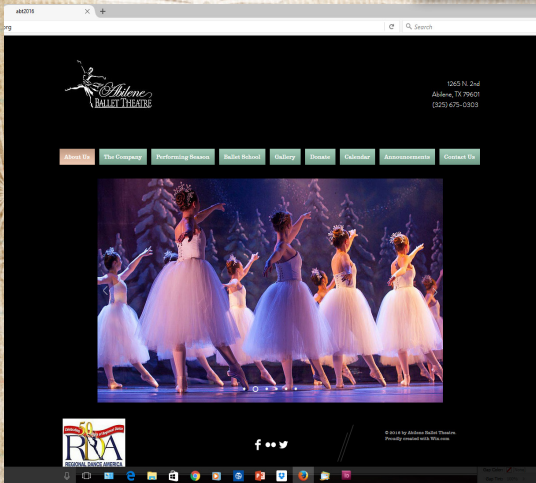 abt2016
org
Search
Abilene
BALLET THEATRE
1265 N. 2nd
Abilene, TX 79601
(325) 675-0303
About Us
The Company
Performing Season
Ballet School
Gallery
Donate
Calendar
Announcements
Contact Us
RDA
REGIONAL DANCE AMERICA
© 2016 by Abilene Ballet Theatre
Proudly created with Wix.com